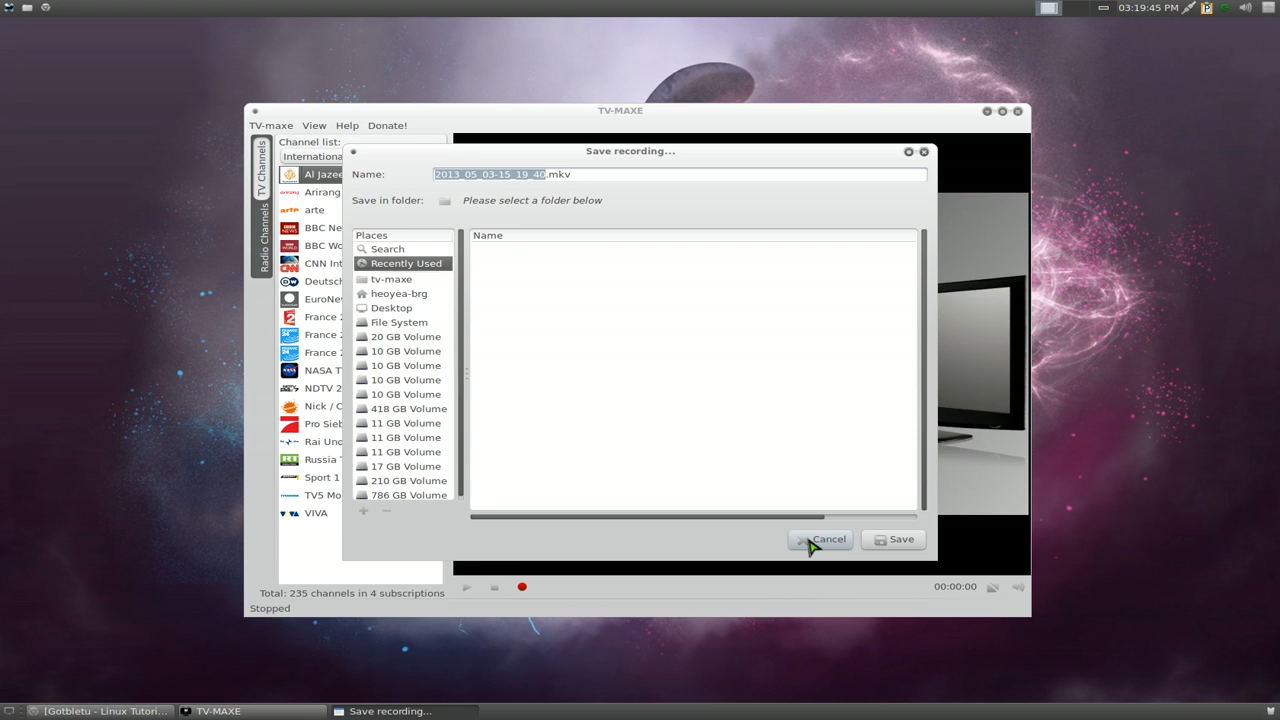 03:19:45 PM
TV-MAXE
TV-maxe View Help Donate!
TV Channels
Radio Channels
Channel list:
Internationa
Al Jazee
Arirang
arte
BBC Ne
BBC Wo
CNN Int
Deutsch
EuroNe
France 2
France 2
France 2
NASA T
NDTV 2
Nick / C
Pro Sieb
Rai Uno
Russia T
Sport 1
TV5 Mo
VIVA
Total: 235 channels in 4 subscriptions
Stopped
00:00:00
Save recording...
Name: 2013_05_03-15_19_40.mkv
Save in folder: Please select a folder below
Places
Search
Recently Used
tv-maxe
heoyea-brg
Desktop
File System
20 GB Volume
10 GB Volume
10 GB Volume
10 GB Volume
10 GB Volume
418 GB Volume
11 GB Volume
11 GB Volume
11 GB Volume
17 GB Volume
210 GB Volume
786 GB Volume
Name
Cancel Save
[Gotbletu - Linux Tutori... TV-MAXE Save recording...